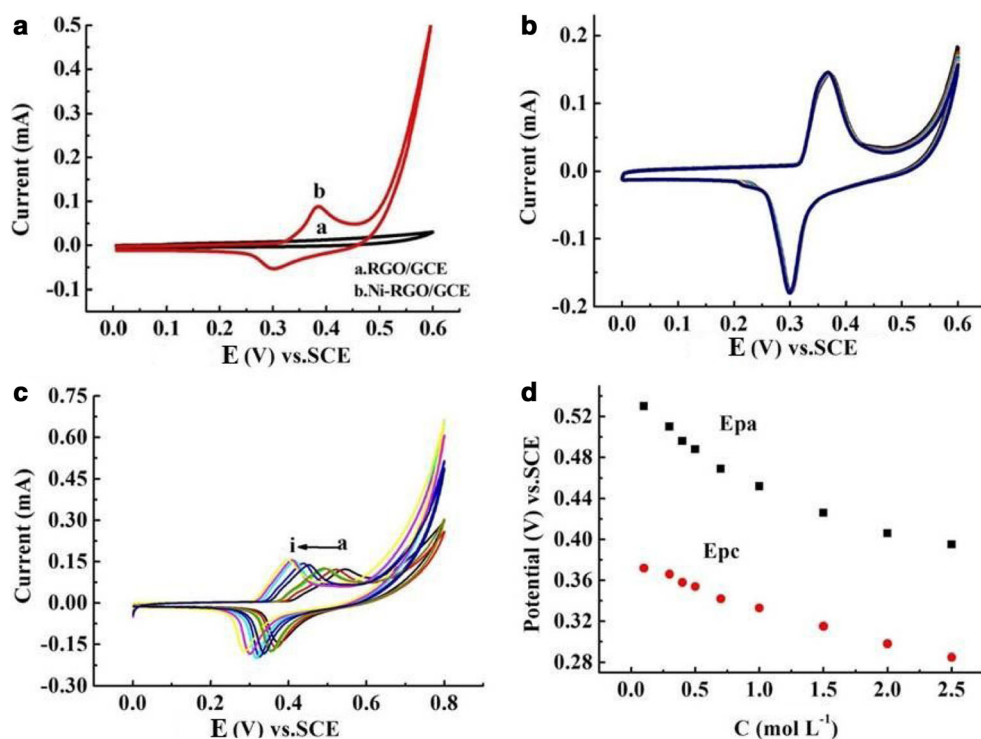 a
0.5
0.4
0.3
0.2
0.1
0.0
-0.1
Current (mA)
b
a
a.RGO/GCE
b.Ni-RGO/GCE
0.0 0.1 0.2 0.3 0.4 0.5 0.6
E (V) vs.SCE
b
0.2
0.1
0.0
-0.1
-0.2
Current (mA)
0.0 0.1 0.2 0.3 0.4 0.5 0.6
E (V) vs.SCE
c
0.75
0.60
0.45
0.30
0.15
0.00
-0.15
-0.30
Current (mA)
i a
0.0 0.2 0.4 0.6 0.8
E (V) vs.SCE
d
0.52
0.48
0.44
0.40
0.36
0.32
0.28
Potential (V) vs.SCE
Epa
Epc
0.0 0.5 1.0 1.5 2.0 2.5
C (mol L⁻¹)